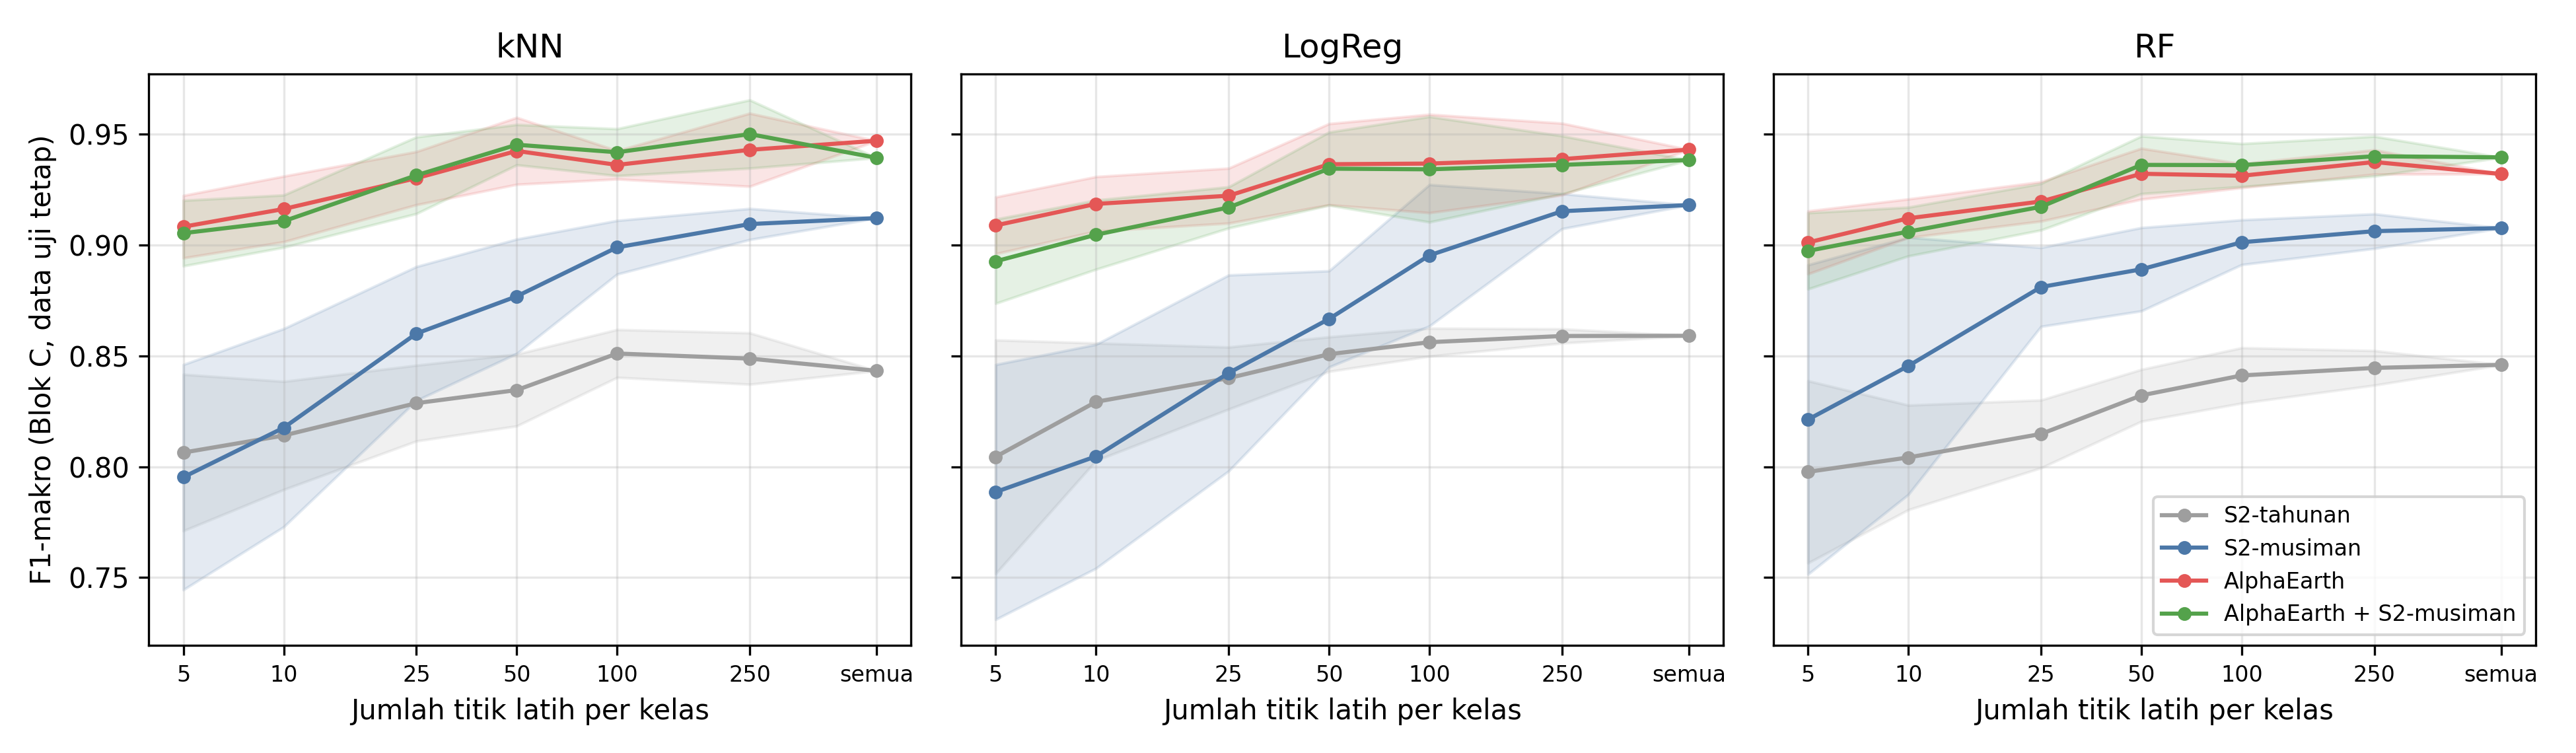 kNN
LogReg
RF
F1-makro (Blok C, data uji tetap)
0.95
0.90
0.85
0.80
0.75
5 10 25 50 100 250 semua
5 10 25 50 100 250 semua
5 10 25 50 100 250 semua
Jumlah titik latih per kelas
Jumlah titik latih per kelas
Jumlah titik latih per kelas
S2-tahunan
S2-musiman
AlphaEarth
AlphaEarth + S2-musiman